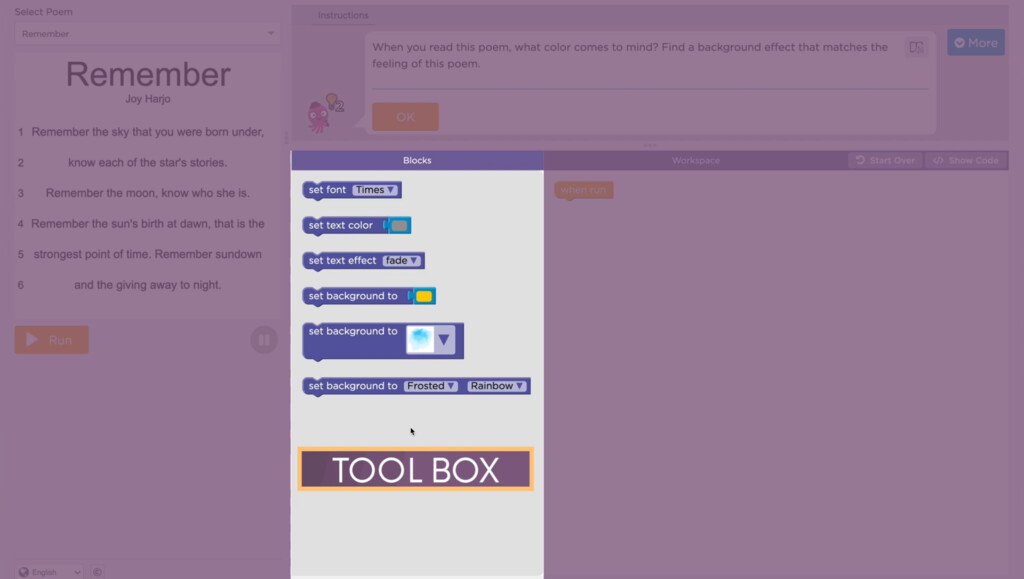 Select Poem
Remember
Remember
Joy Harjo
1 Remember the sky that you were born under,
2 know each of the star's stories.
3 Remember the moon, know who she is.
4 Remember the sun's birth at dawn, that is the
5 strongest point of time. Remember sundown
6 and the giving away to night.
Run
English
©
Instructions
When you read this poem, what color comes to mind? Find a background effect that matches the
feeling of this poem.
2
OK
More
Blocks
set font Times
set text color
set text effect fade
set background to
set background to
set background to Frosted Rainbow
TOOL BOX
Workspace
Start Over
</> Show Code
when run